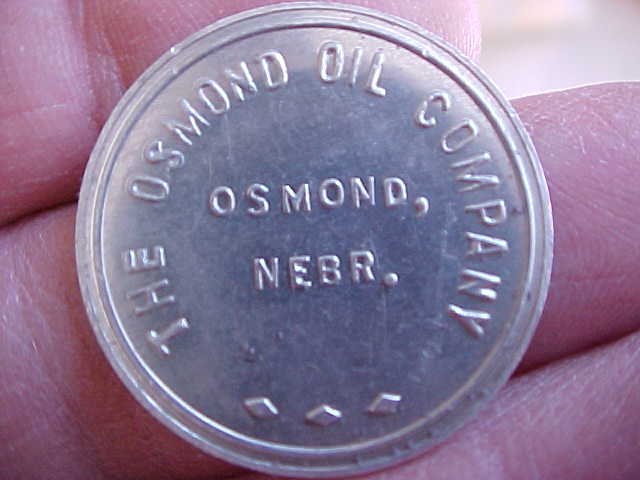 THE OSMOND OIL COMPANY
OSMOND,
NEBR.